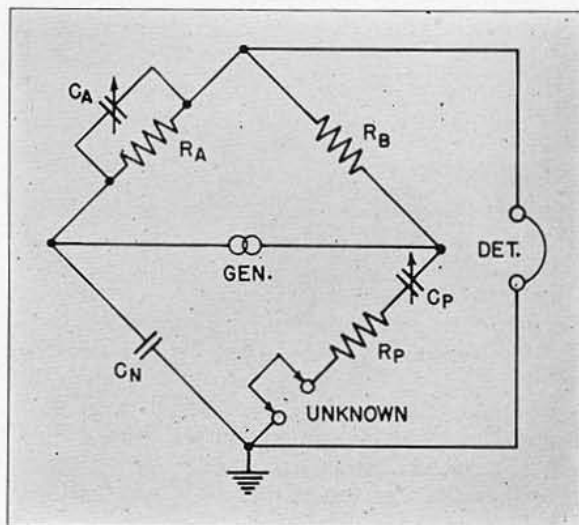 CA
RA
RB
GEN.
DET.
CP
RP
CN
UNKNOWN